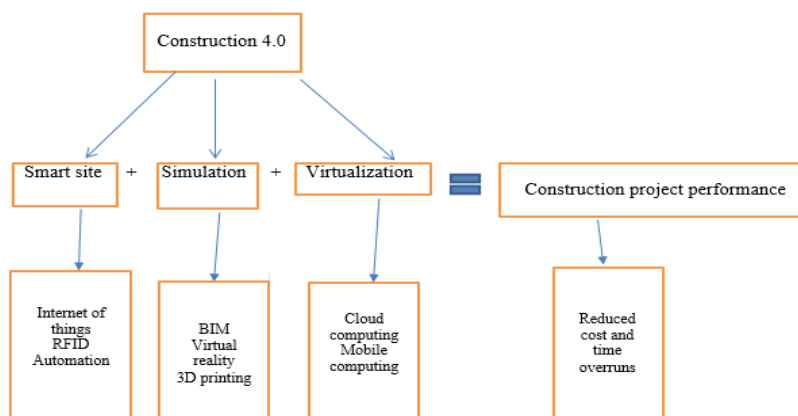 Construction 4.0
Smart site + Simulation + Virtualization = Construction project performance
Internet of
things
RFID
Automation
BIM
Virtual
reality
3D printing
Cloud
computing
Mobile
computing
Reduced
cost and
time
overruns